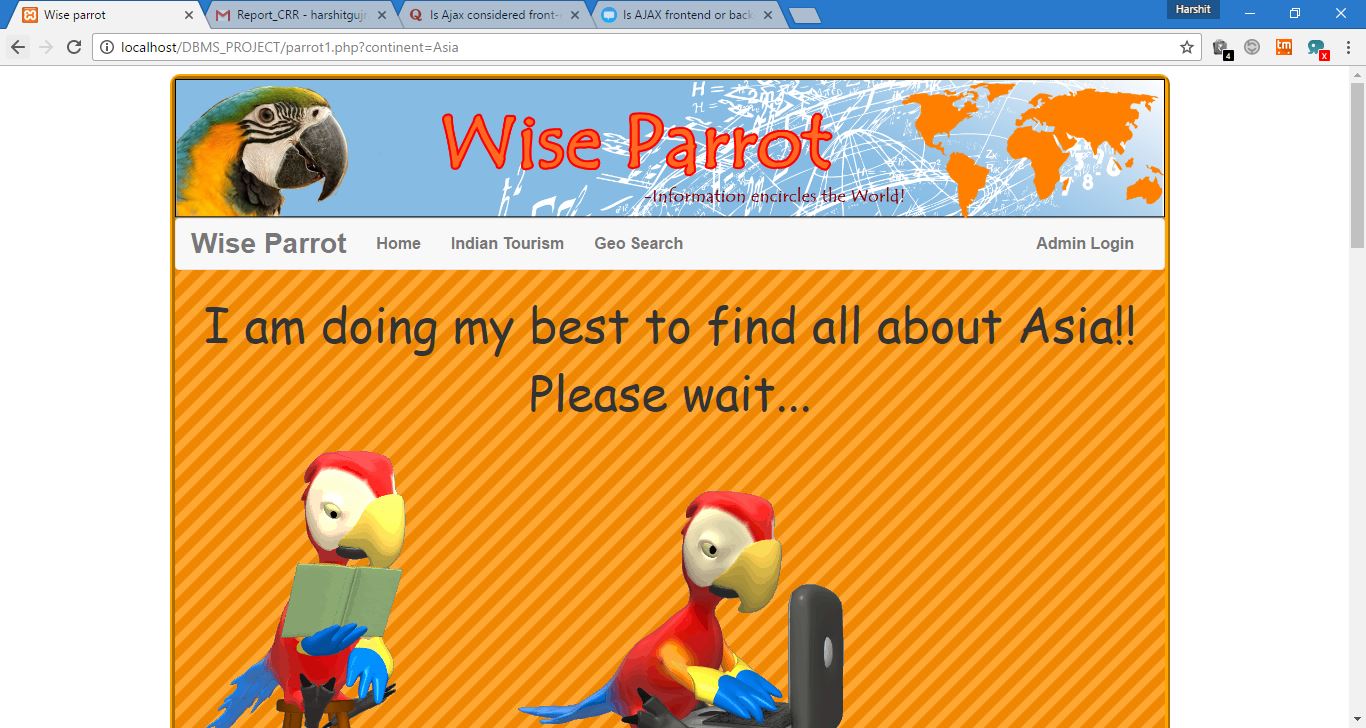 Wise parrot
Report_CRR - harshitguj
Is Ajax considered front-
Is AJAX frontend or back
Harshit
localhost/DBMS_PROJECT/parrot1.php?continent=Asia
4
x
Wise Parrot
-Information encircles the World!
Wise Parrot Home Indian Tourism Geo Search Admin Login
I am doing my best to find all about Asia!!
Please wait...